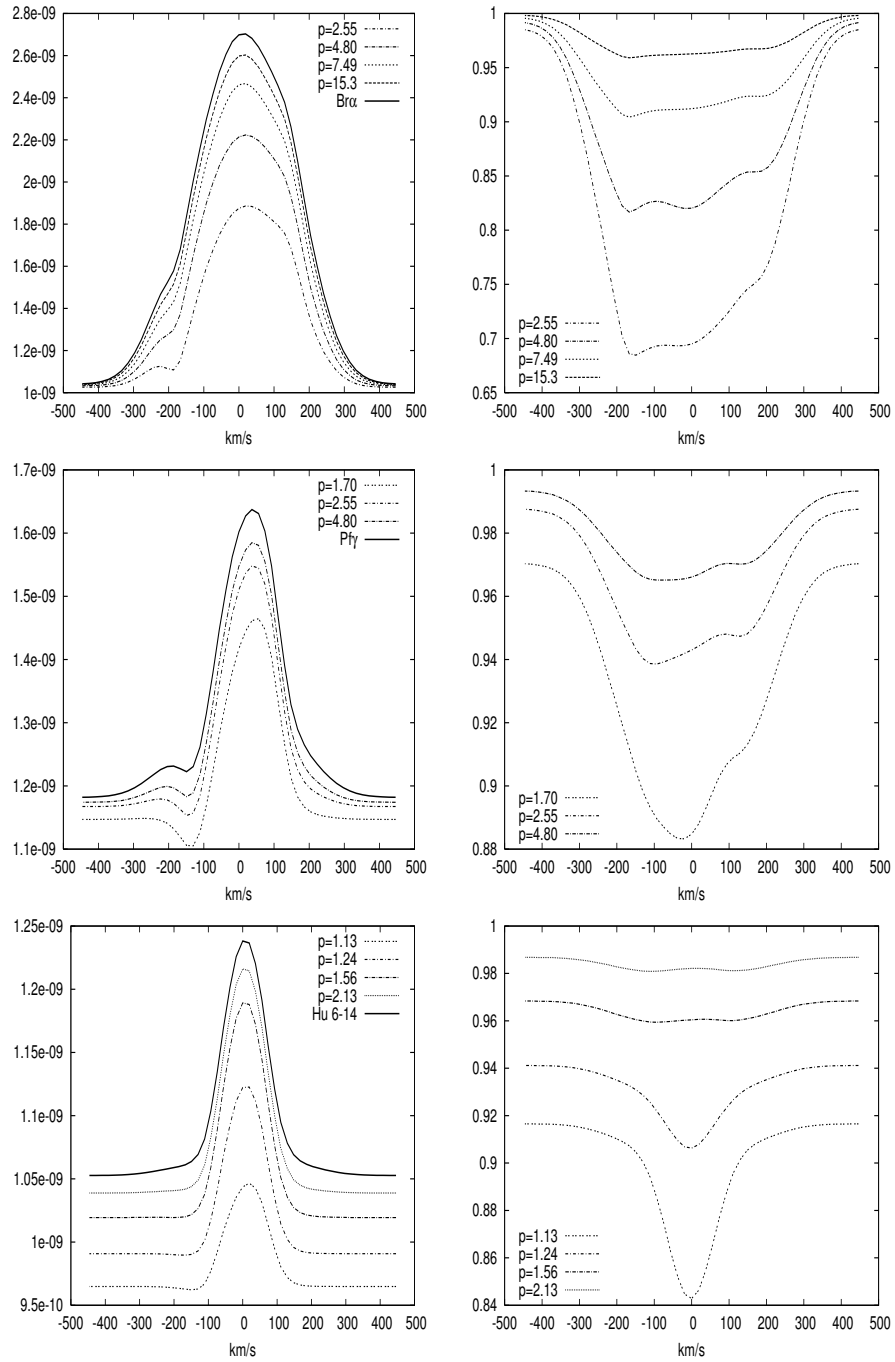 2.8e-09
2.6e-09
2.4e-09
2.2e-09
2e-09
1.8e-09
1.6e-09
1.4e-09
1.2e-09
1e-09
p=2.55
p=4.80
p=7.49
p=15.3
Brα
-500 -400 -300 -200 -100 0 100 200 300 400 500
km/s
1
0.95
0.9
0.85
0.8
0.75
0.7
0.65
p=2.55
p=4.80
p=7.49
p=15.3
-500 -400 -300 -200 -100 0 100 200 300 400 500
km/s
1.7e-09
1.6e-09
1.5e-09
1.4e-09
1.3e-09
1.2e-09
1.1e-09
p=1.70
p=2.55
p=4.80
Pfγ
-500 -400 -300 -200 -100 0 100 200 300 400 500
km/s
1
0.98
0.96
0.94
0.92
0.9
0.88
p=1.70
p=2.55
p=4.80
-500 -400 -300 -200 -100 0 100 200 300 400 500
km/s
1.25e-09
1.2e-09
1.15e-09
1.1e-09
1.05e-09
1e-09
9.5e-10
p=1.13
p=1.24
p=1.56
p=2.13
Hu 6-14
-500 -400 -300 -200 -100 0 100 200 300 400 500
km/s
1
0.98
0.96
0.94
0.92
0.9
0.88
0.86
0.84
p=1.13
p=1.24
p=1.56
p=2.13
-500 -400 -300 -200 -100 0 100 200 300 400 500
km/s